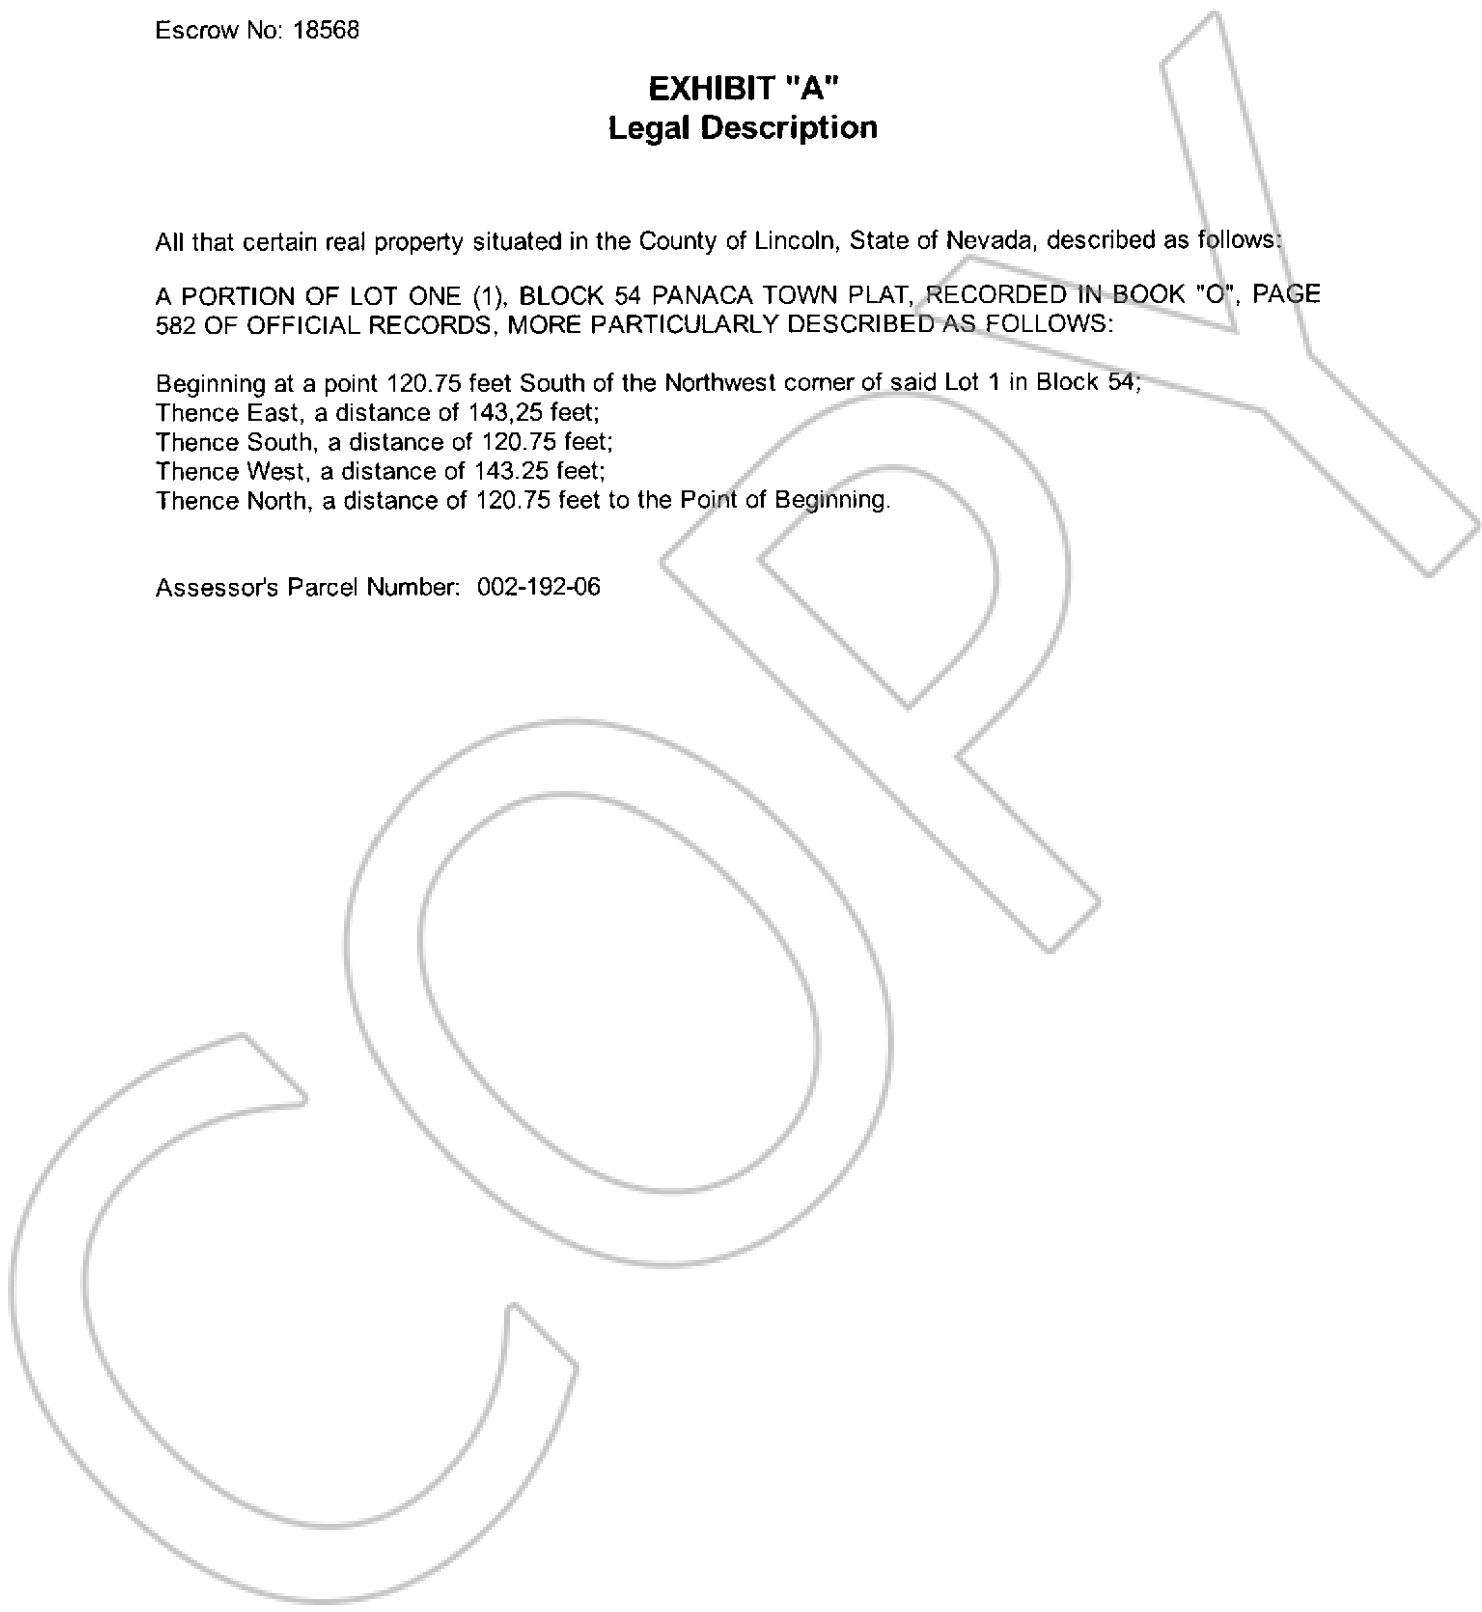 Escrow No: 18568
EXHIBIT "A"
Legal Description
All that certain real property situated in the County of Lincoln, State of Nevada, described as follows:
A PORTION OF LOT ONE (1), BLOCK 54 PANACA TOWN PLAT, RECORDED IN BOOK "O", PAGE
582 OF OFFICIAL RECORDS, MORE PARTICULARLY DESCRIBED AS FOLLOWS:
Beginning at a point 120.75 feet South of the Northwest corner of said Lot 1 in Block 54;
Thence East, a distance of 143,25 feet;
Thence South, a distance of 120.75 feet;
Thence West, a distance of 143.25 feet;
Thence North, a distance of 120.75 feet to the Point of Beginning.
Assessor's Parcel Number: 002-192-06
COPY